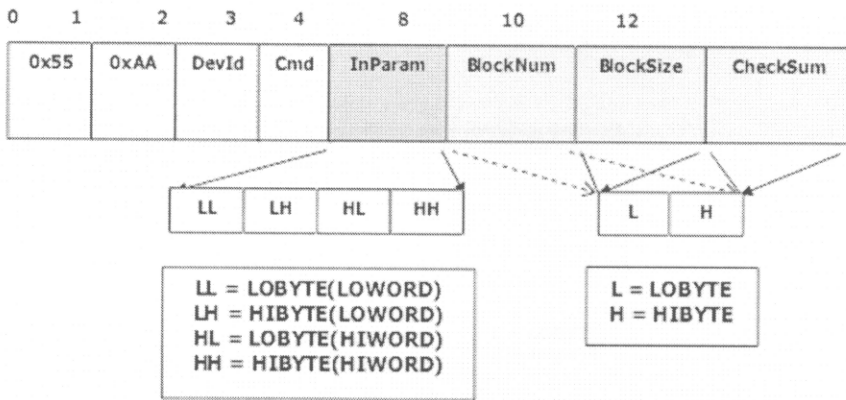 0 1 2 3 4 8 10 12
0x55 0xAA DevId Cmd InParam BlockNum BlockSize CheckSum
LL LH HL HH L H
LL = LOBYTE(LOWORD)
LH = HIBYTE(LOWORD)
HL = LOBYTE(HIWORD)
HH = HIBYTE(HIWORD)
L = LOBYTE
H = HIBYTE